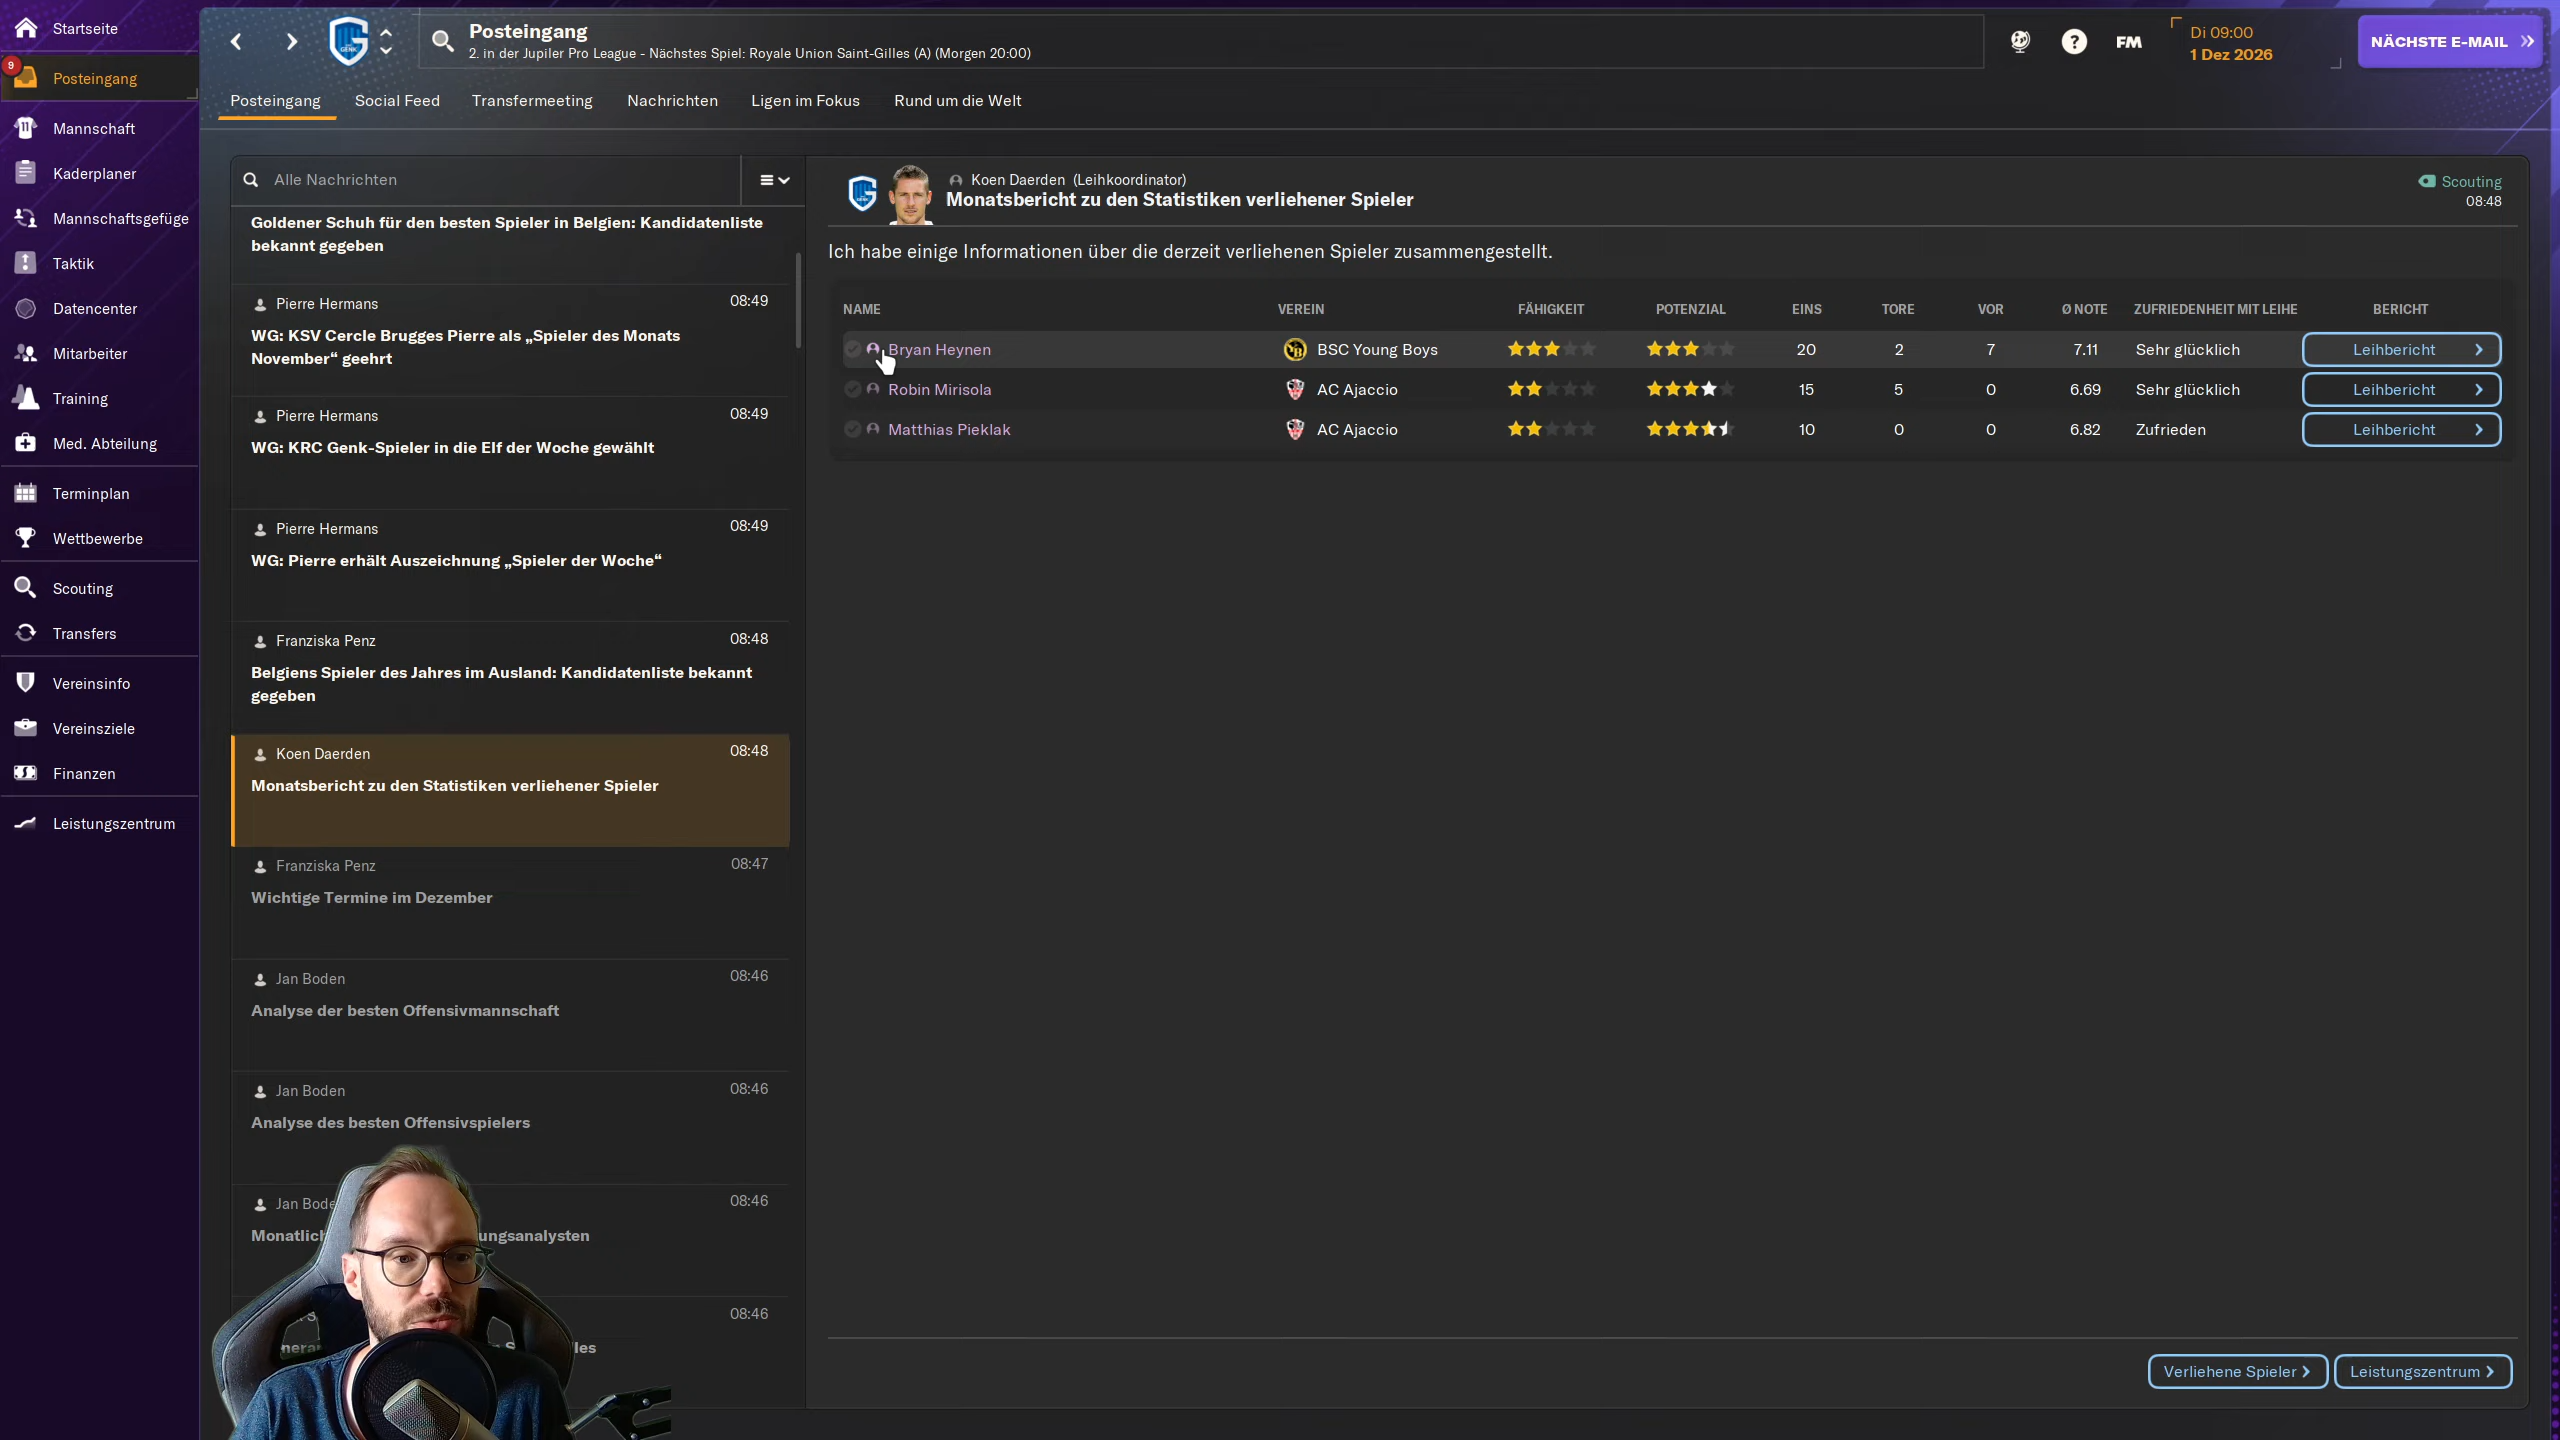 Startseite
9
Posteingang
Mannschaft
Kaderplaner
Mannschaftsgefüge
Taktik
Datencenter
Mitarbeiter
Training
Med. Abteilung
Terminplan
Wettbewerbe
Scouting
Transfers
Vereinsinfo
Vereinsziele
Finanzen
Leistungszentrum
GENK
Posteingang
2. in der Jupiler Pro League - Nächstes Spiel: Royale Union Saint-Gilles (A) (Morgen 20:00)
?
FM
Di 09:00
1 Dez 2026
NÄCHSTE E-MAIL
Posteingang Social Feed Transfermeeting Nachrichten Ligen im Fokus Rund um die Welt
Alle Nachrichten
Goldener Schuh für den besten Spieler in Belgien: Kandidatenliste
bekannt gegeben
Pierre Hermans 08:49
WG: KSV Cercle Brugges Pierre als „Spieler des Monats
November“ geehrt
Pierre Hermans 08:49
WG: KRC Genk-Spieler in die Elf der Woche gewählt
Pierre Hermans 08:49
WG: Pierre erhält Auszeichnung „Spieler der Woche“
Franziska Penz 08:48
Belgiens Spieler des Jahres im Ausland: Kandidatenliste bekannt
gegeben
Koen Daerden 08:48
Monatsbericht zu den Statistiken verliehener Spieler
Franziska Penz 08:47
Wichtige Termine im Dezember
Jan Boden 08:46
Analyse der besten Offensivmannschaft
Jan Boden 08:46
Analyse des besten Offensivspielers
Jan Bode 08:46
Monatlich ungsanalysten
08:46
les
Koen Daerden (Leihkoordinator)
Monatsbericht zu den Statistiken verliehener Spieler
Scouting
08:48
Ich habe einige Informationen über die derzeit verliehenen Spieler zusammengestellt.
NAME VEREIN FÄHIGKEIT POTENZIAL EINS TORE VOR Ø NOTE ZUFRIEDENHEIT MIT LEIHE BERICHT
Bryan Heynen BSC Young Boys 20 2 7 7.11 Sehr glücklich Leihbericht
Robin Mirisola AC Ajaccio 15 5 0 6.69 Sehr glücklich Leihbericht
Matthias Pieklak AC Ajaccio 10 0 0 6.82 Zufrieden Leihbericht
Verliehene Spieler Leistungszentrum